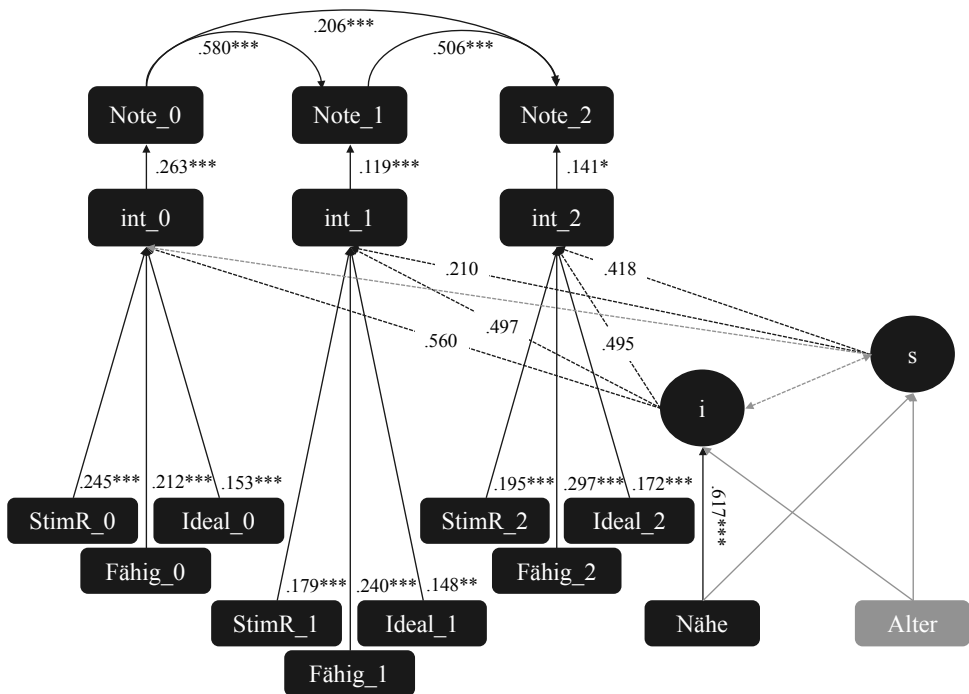 .206***
.580***
.506***
Note_0
Note_1
Note_2
.263***
.119***
.141*
int_0
int_1
int_2
.210
.418
.497
.560
.495
s
i
.245***
.212***
.153***
.195***
.297***
.172***
.617***
StimR_0
Ideal_0
StimR_2
Ideal_2
Fähig_0
Fähig_2
.179***
.240***
.148**
StimR_1
Ideal_1
Nähe
Alter
Fähig_1